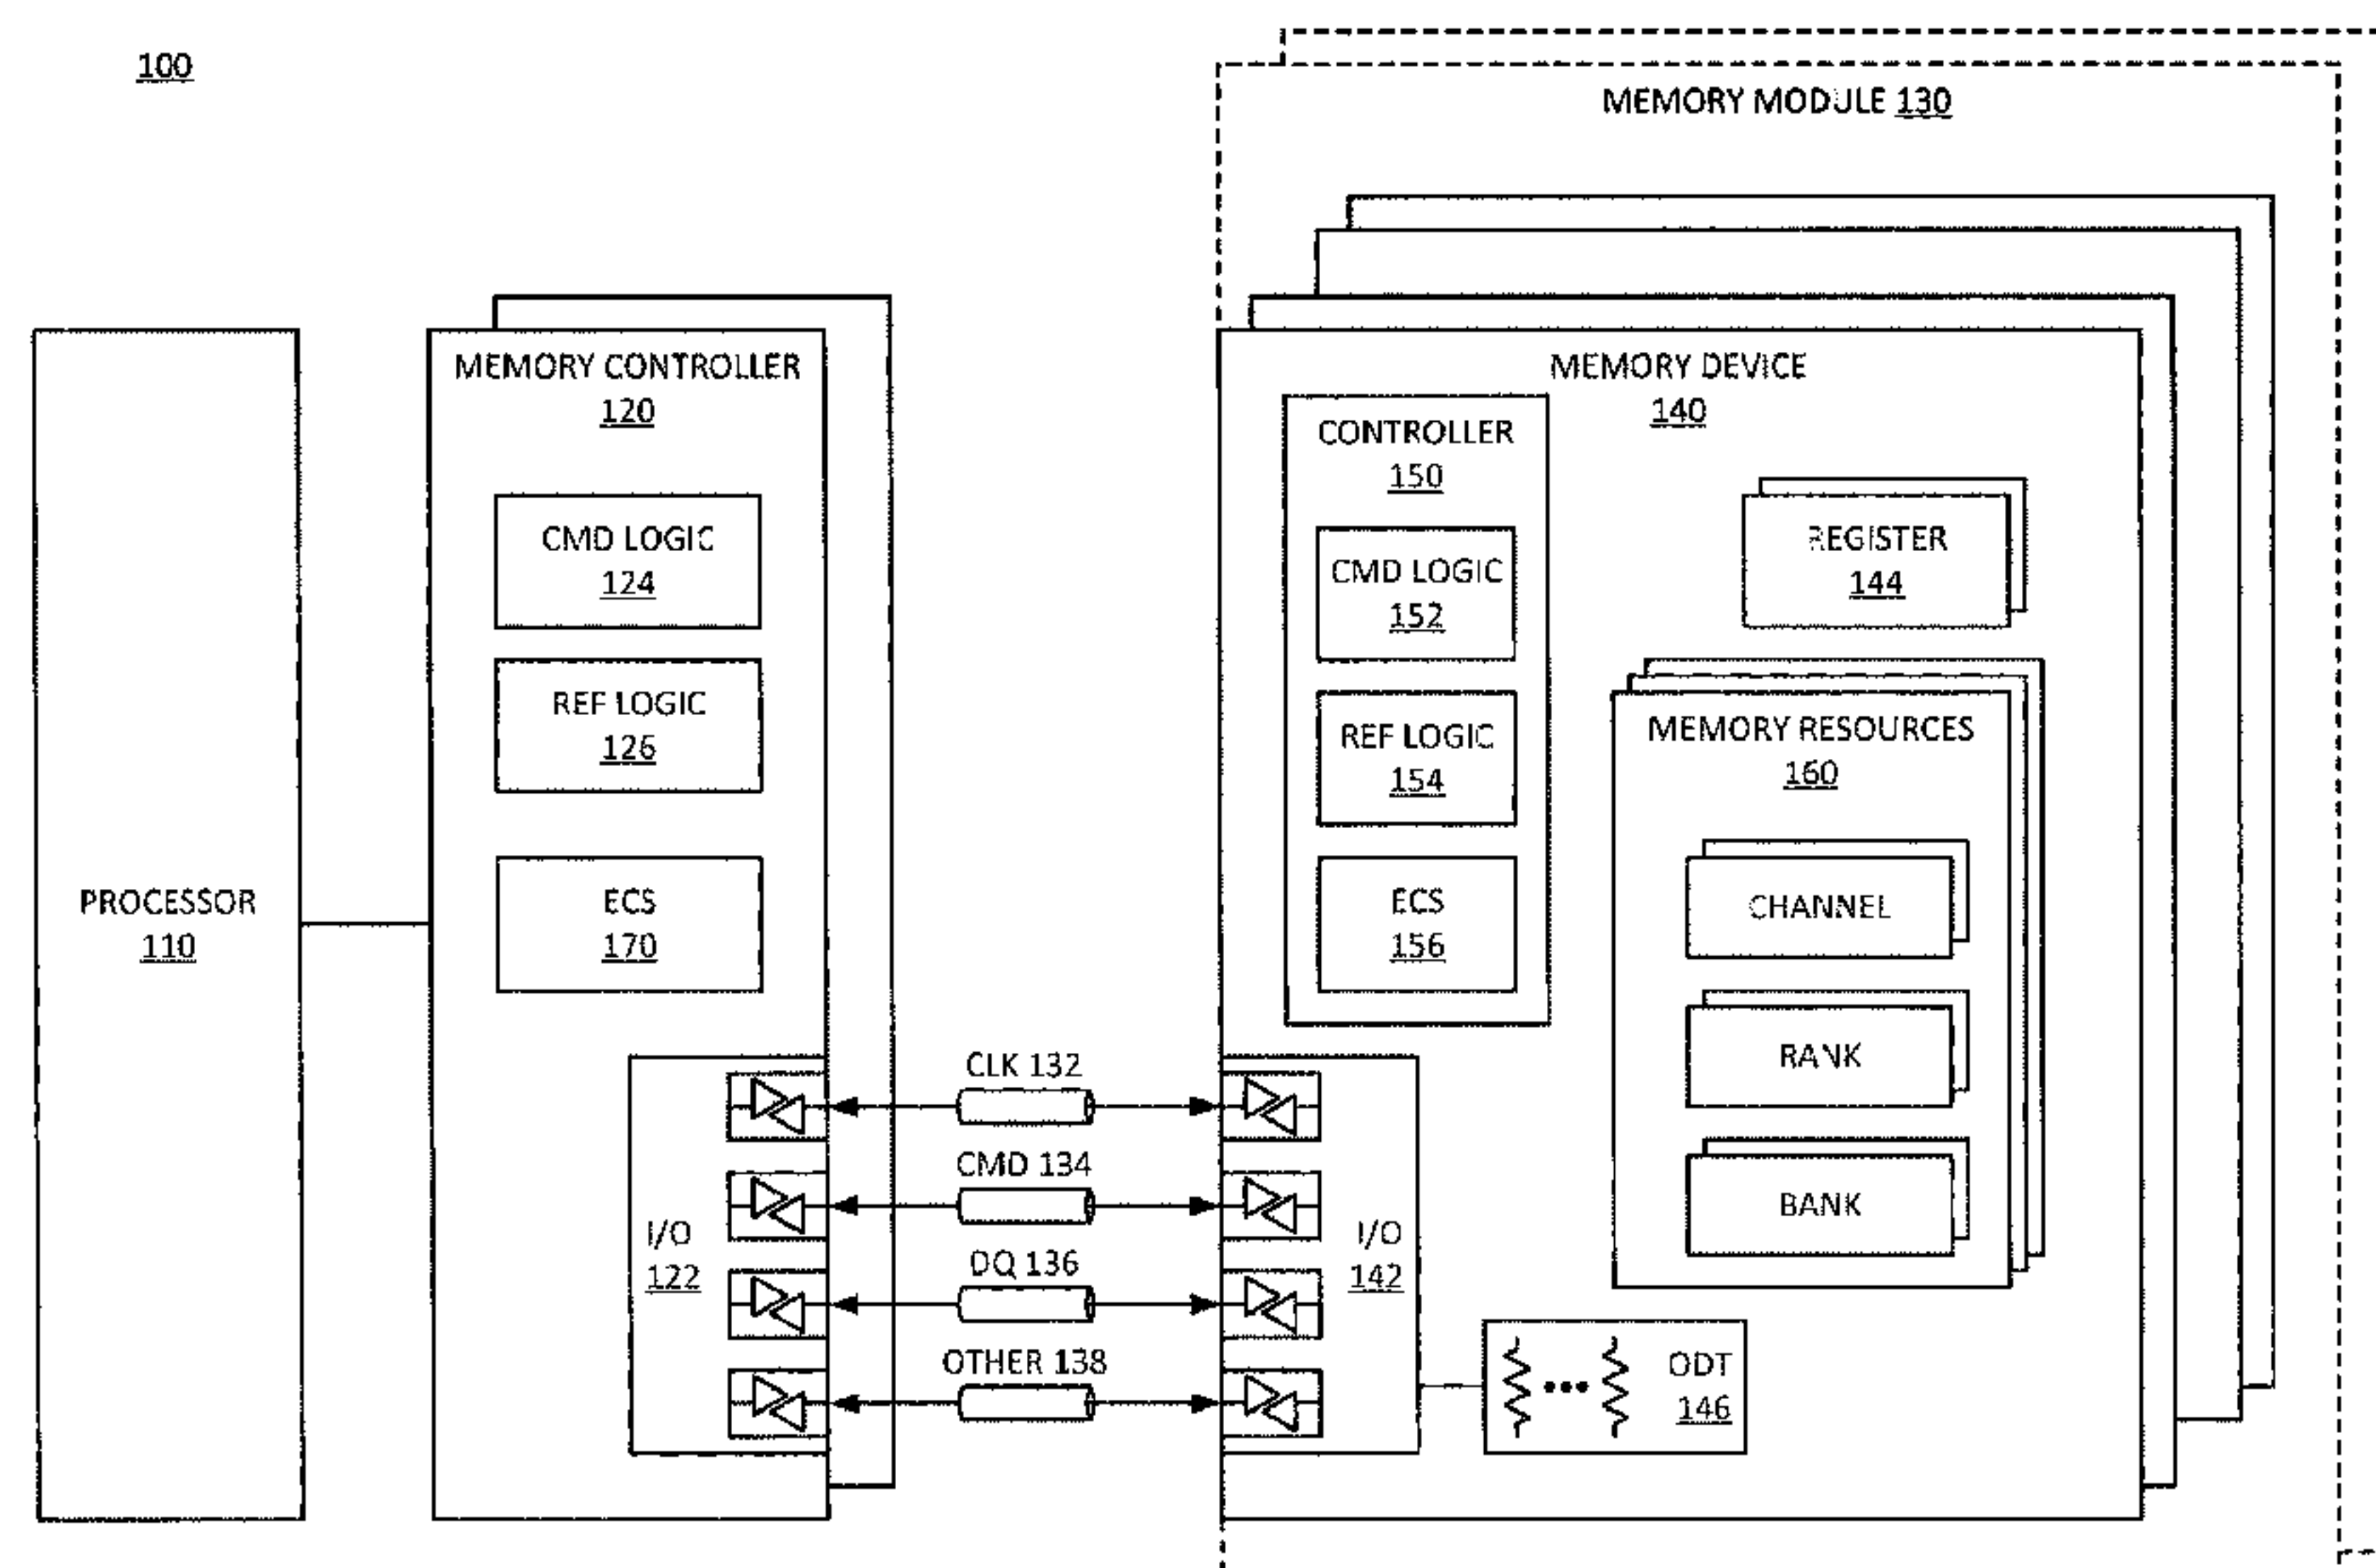 100
MEMORY MODULE 130
PROCESSOR
110
MEMORY CONTROLLER
120
CMD LOGIC
124
REF LOGIC
126
ECS
170
I/O
122
CLK 132
CMD 134
DQ 136
OTHER 138
MEMORY DEVICE
140
CONTROLLER
150
CMD LOGIC
152
REF LOGIC
154
ECS
156
REGISTER
144
MEMORY RESOURCES
160
CHANNEL
RANK
BANK
I/O
142
ODT
146